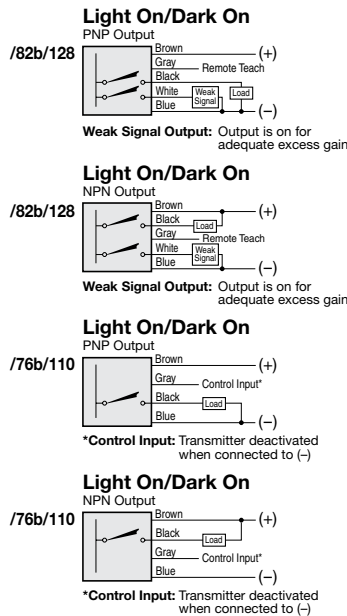 Light On/Dark On
PNP Output
/82b/128
Brown
(+)
Gray
Remote Teach
Black
White
Weak
Signal
Load
Blue
(–)
Weak Signal Output: Output is on for
adequate excess gain
Light On/Dark On
NPN Output
/82b/128
Brown
(+)
Black
Load
Gray
Remote Teach
White
Weak
Signal
Blue
(–)
Weak Signal Output: Output is on for
adequate excess gain
Light On/Dark On
PNP Output
/76b/110
Brown
(+)
Gray
Control Input*
Black
Load
Blue
(–)
*Control Input: Transmitter deactivated
when connected to (–)
Light On/Dark On
NPN Output
/76b/110
Brown
(+)
Black
Load
Gray
Control Input*
Blue
(–)
*Control Input: Transmitter deactivated
when connected to (–)